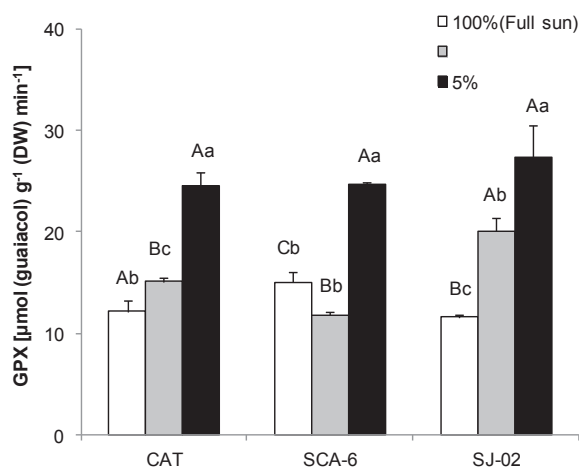 100%(Full sun)
5%
GPX [µmol (guaiacol) g⁻¹ (DW) min⁻¹]
40
30
20
10
0
Ab
Bc
Aa
Cb
Bb
Aa
Bc
Ab
Aa
CAT
SCA-6
SJ-02